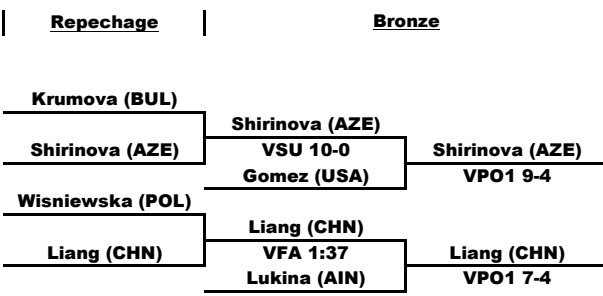 Repechage
Bronze
Krumova (BUL)
Shirinova (AZE)
Shirinova (AZE)
VSU 10-0
Shirinova (AZE)
Gomez (USA)
VPO1 9-4
Wisniewska (POL)
Liang (CHN)
Liang (CHN)
VFA 1:37
Liang (CHN)
Lukina (AIN)
VPO1 7-4